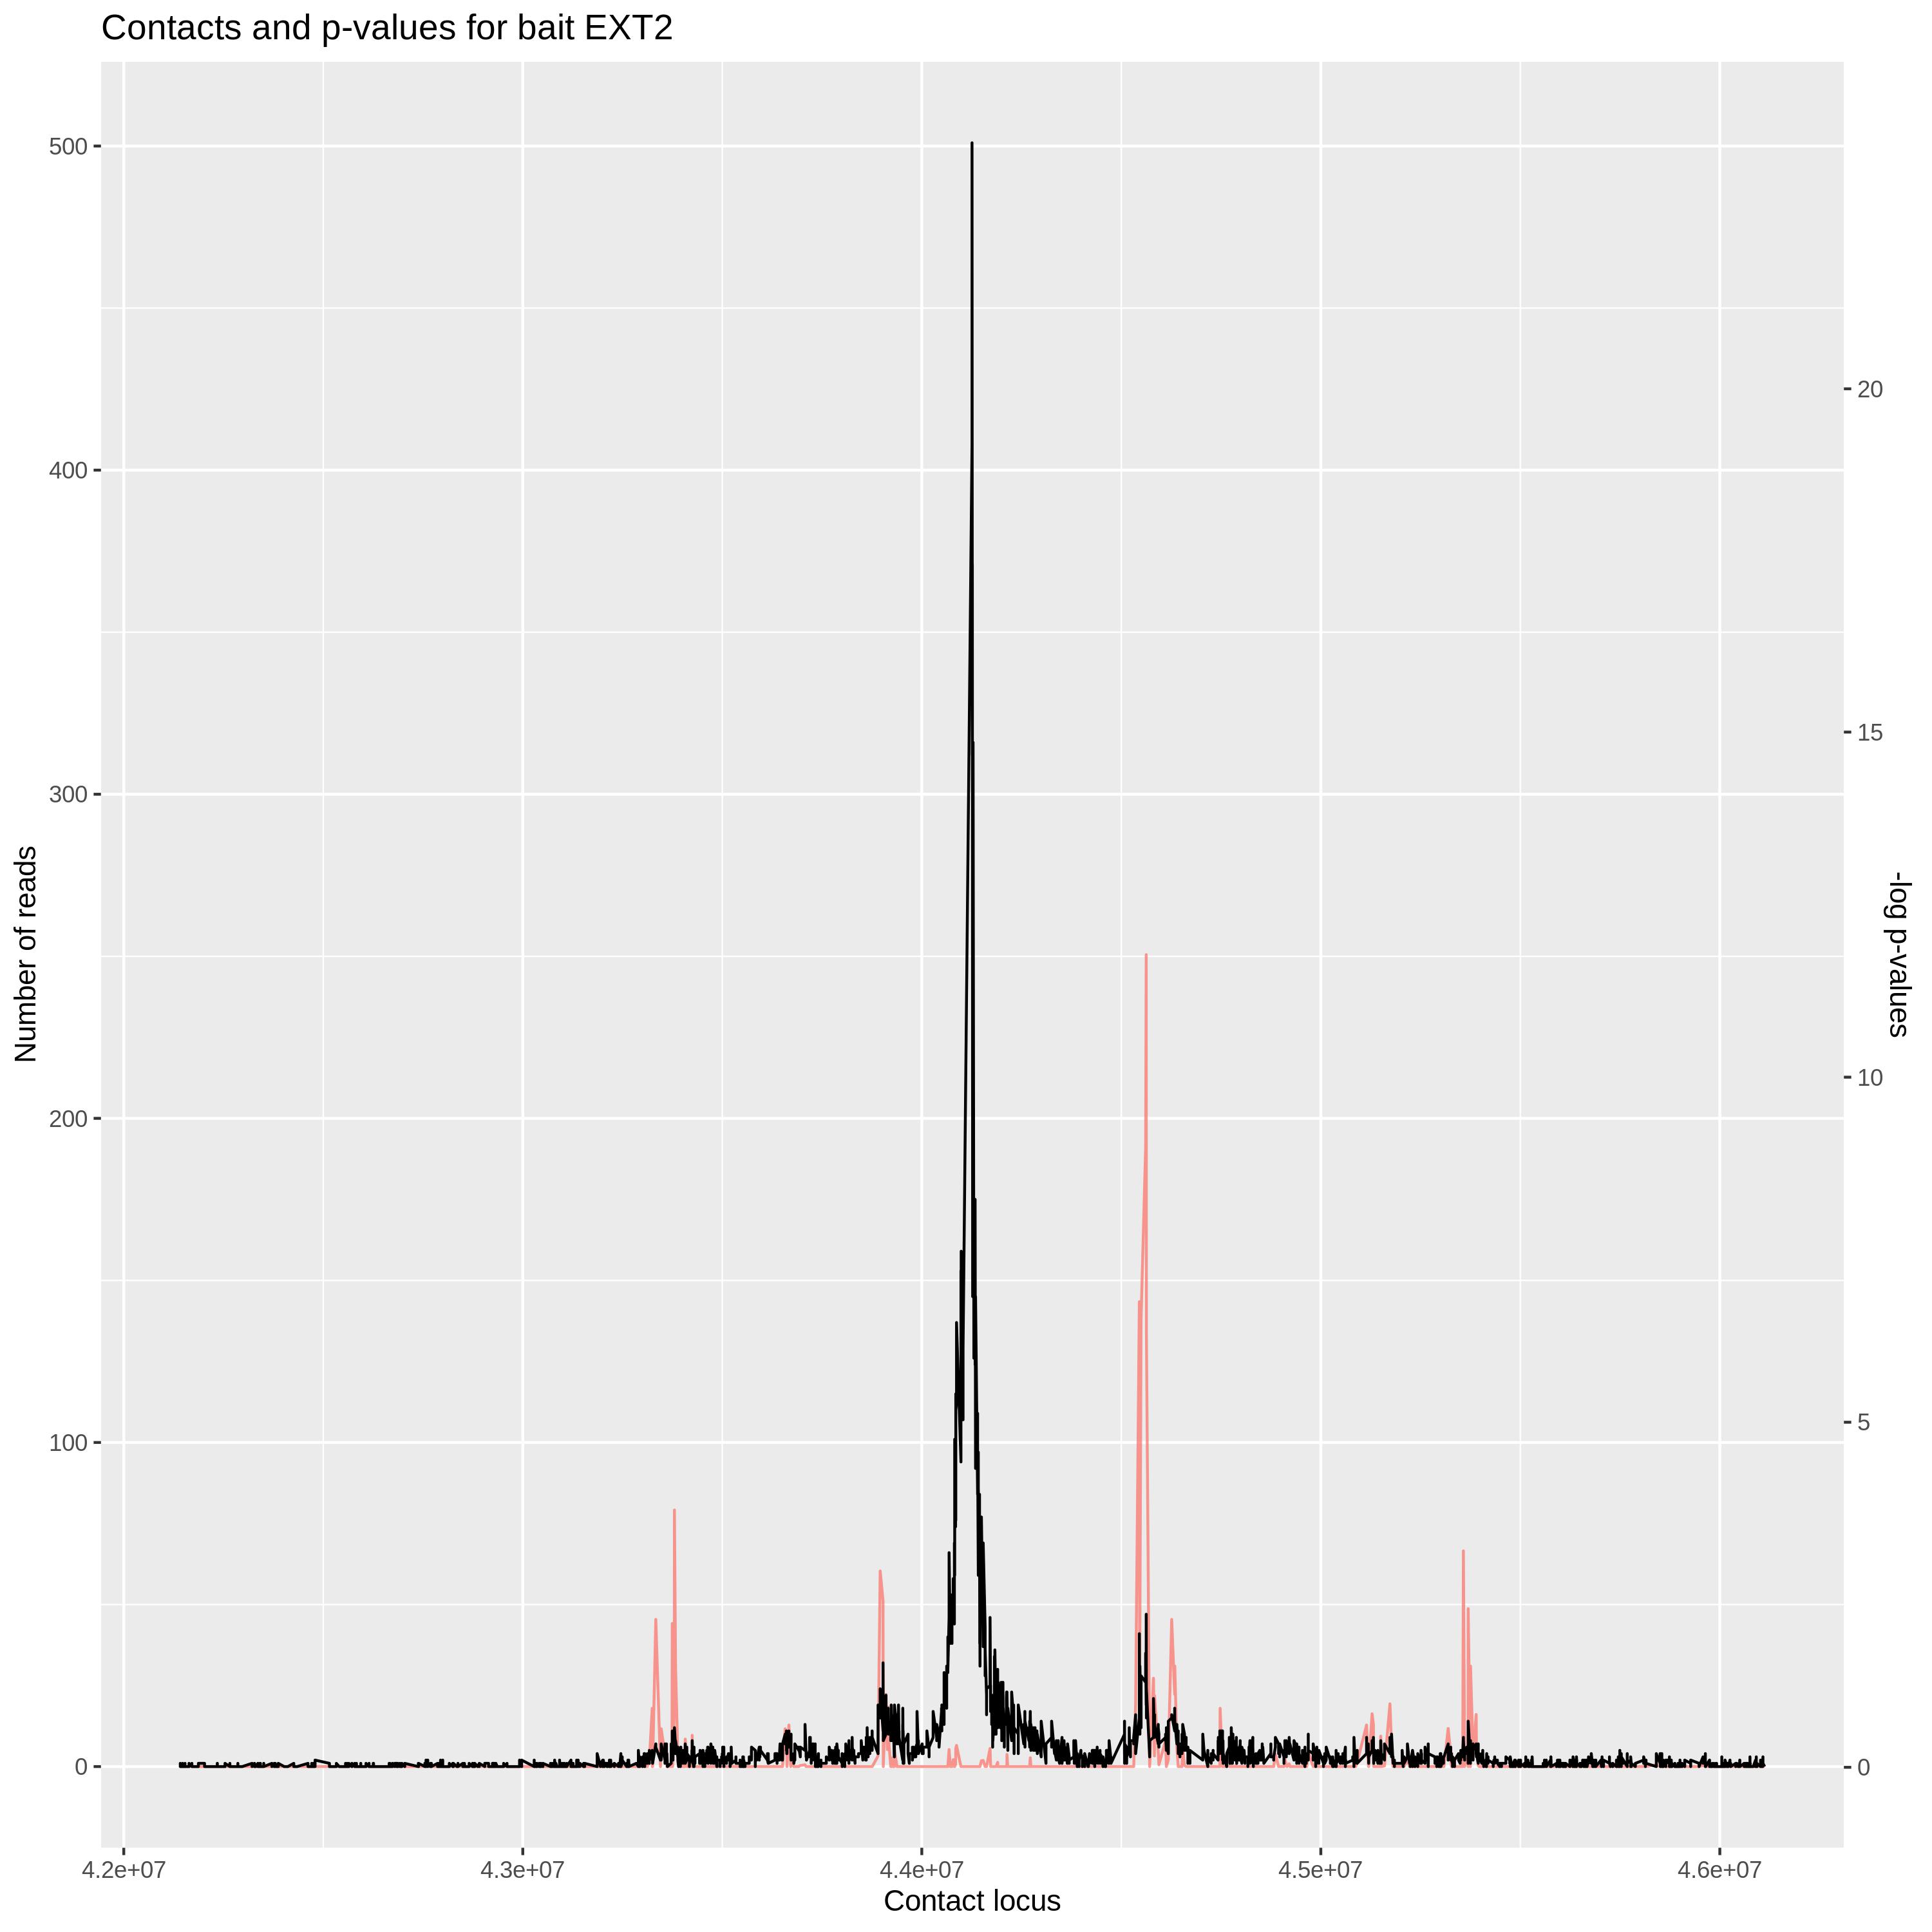 Contacts and p-values for bait EXT2
500
400
300
200
100
0
Number of reads
20
15
10
5
0
-log p-values
4.2e+07
4.3e+07
4.4e+07
4.5e+07
4.6e+07
Contact locus